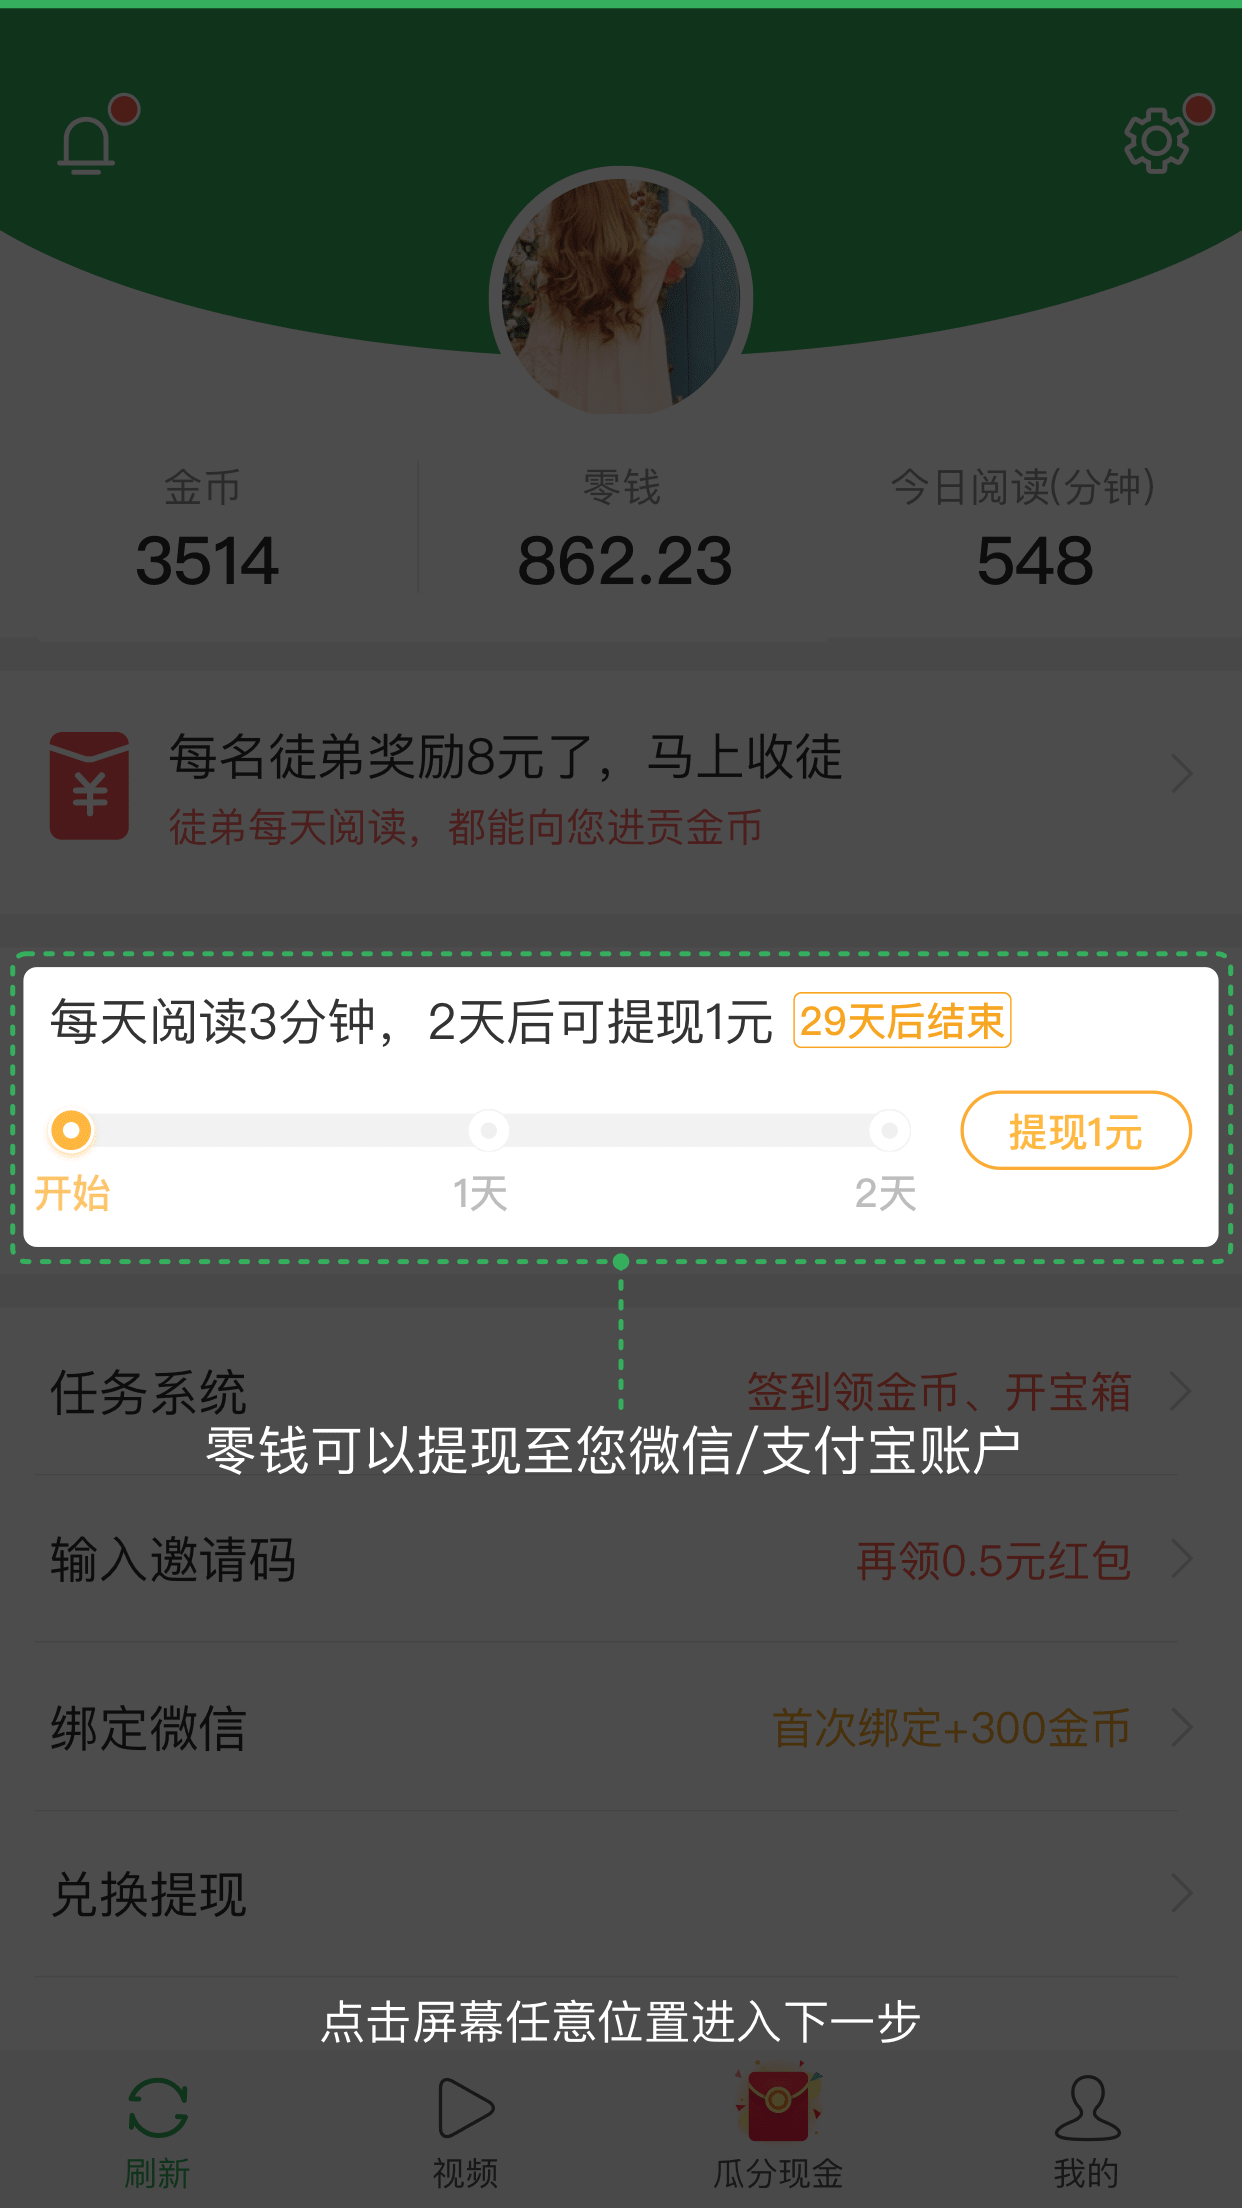 金币
零钱
今日阅读(分钟)
3514
862.23
548
每名徒弟奖励8元了，马上收徒
徒弟每天阅读，都能向您进贡金币
每天阅读3分钟，2天后可提现1元
29天后结束
提现1元
开始
1天
2天
任务系统
签到领金币、开宝箱
零钱可以提现至您微信/支付宝账户
输入邀请码
再领0.5元红包
绑定微信
首次绑定+300金币
兑换提现
点击屏幕任意位置进入下一步
刷新
视频
瓜分现金
我的